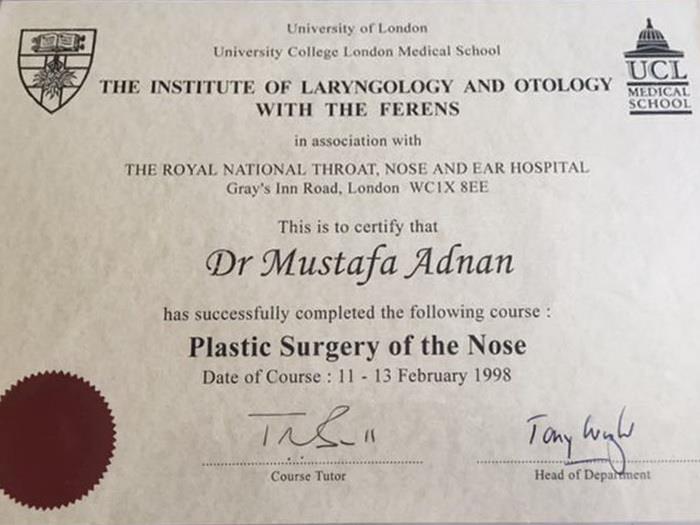 University of London
University College London Medical School
THE INSTITUTE OF LARYNGOLOGY AND OTOLOGY
WITH THE FERENS
UCL
MEDICAL
SCHOOL
in association with
THE ROYAL NATIONAL THROAT, NOSE AND EAR HOSPITAL
Gray's Inn Road, London WC1X 8EE
This is to certify that
Dr Mustafa Adnan
has successfully completed the following course :
Plastic Surgery of the Nose
Date of Course : 11 - 13 February 1998
Tony Wright
Course Tutor
Head of Department